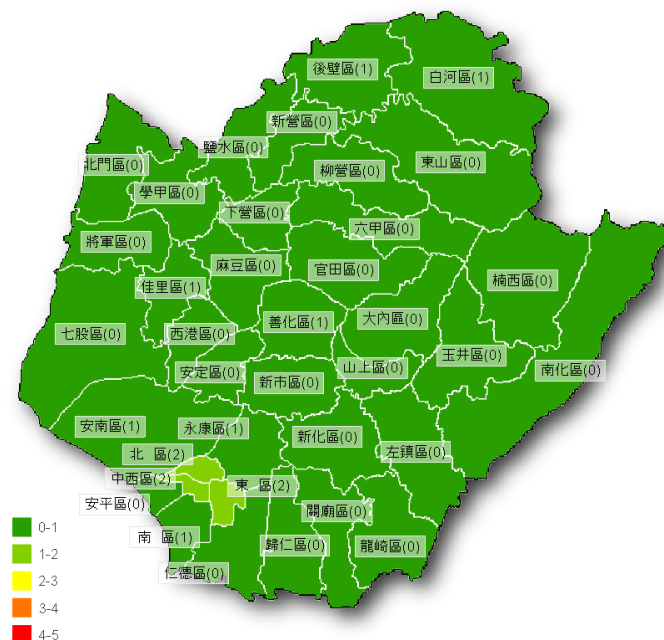 後壁區(1)
白河區(1)
新營區(0)
鹽水區(0)
北門區(0)
柳營區(0)
東山區(0)
學甲區(0)
下營區(0)
六甲區(0)
將軍區(0)
麻豆區(0)
官田區(0)
楠西區(0)
佳里區(1)
七股區(0)
西港區(0)
善化區(1)
大內區(0)
玉井區(0)
安定區(0)
新市區(0)
山上區(0)
南化區(0)
安南區(1)
永康區(1)
新化區(0)
左鎮區(0)
北 區(2)
中西區(2)
東 區(2)
安平區(0)
關廟區(0)
南 區(1)
歸仁區(0)
龍崎區(0)
仁德區(0)
0-1
1-2
2-3
3-4
4-5